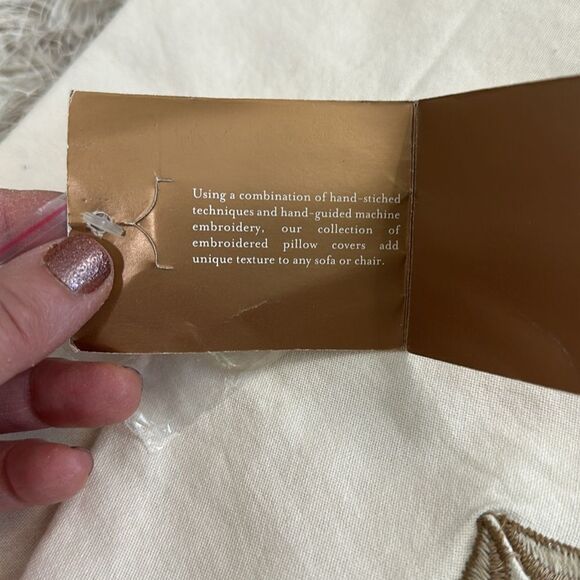 Using a combination of hand-stiched
techniques and hand-guided machine
embroidery, our collection of
embroidered pillow covers add
unique texture to any sofa or chair.